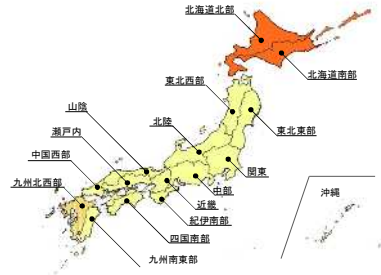 北海道北部
北海道南部
東北西部
山陰
北陸
東北東部
瀬戸内
中国西部
関東
九州北西部
近畿
中部
沖縄
紀伊南部
四国南部
九州南東部